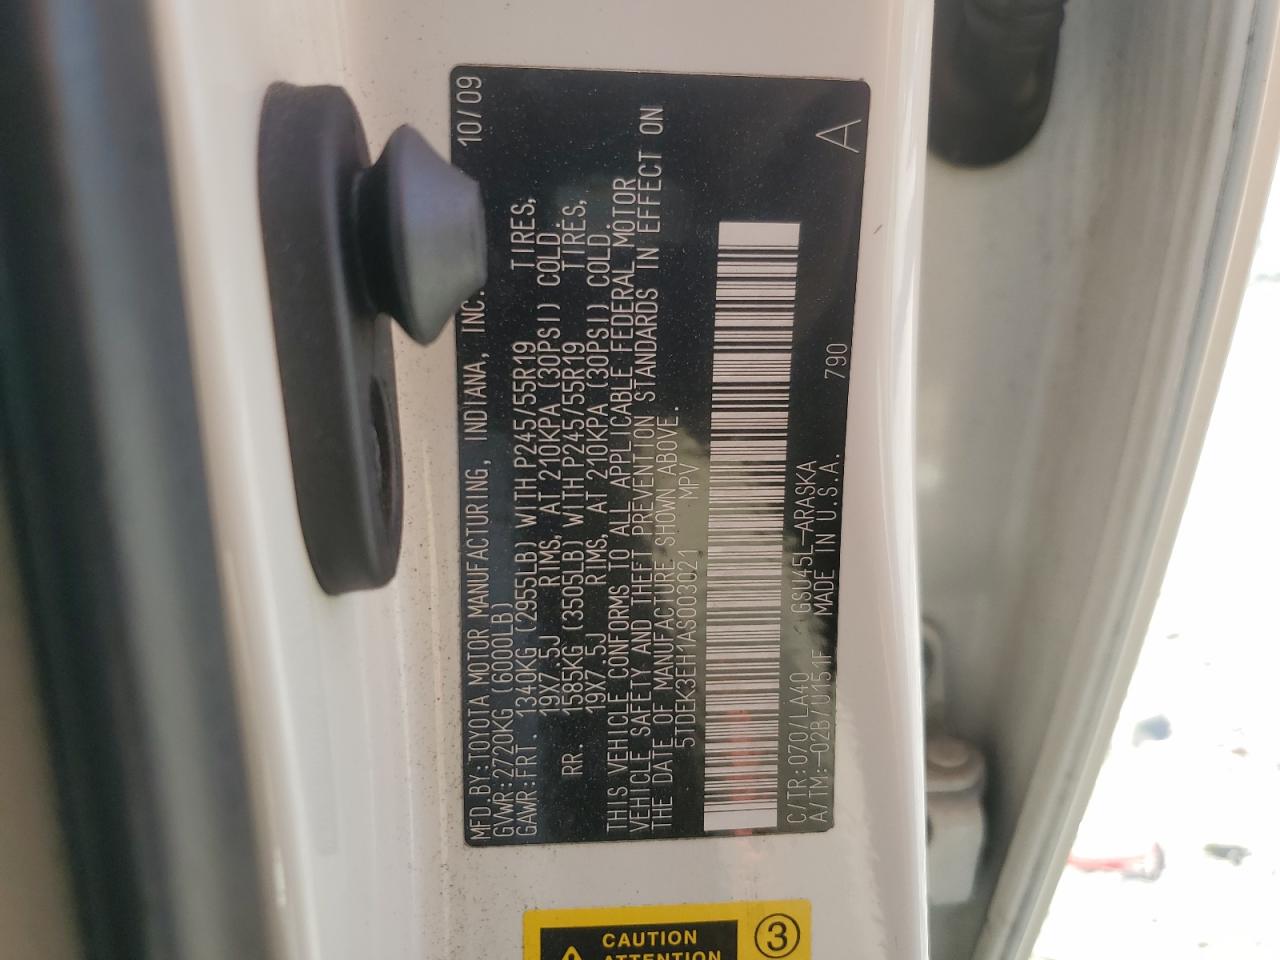 MFD.BY:TOYOTA MOTOR MANUFACTURING, INDIANA, INC. 10/09
GVWR:2720KG (6000LB)
GAWR:FRT. 1340KG (2955LB) WITH P245/55R19 TIRES,
19X7.5J RIMS, AT 210KPA (30PSI) COLD.
RR. 1585KG (3505LB) WITH P245/55R19 TIRES,
19X7.5J RIMS, AT 210KPA (30PSI) COLD.
THIS VEHICLE CONFORMS TO ALL APPLICABLE FEDERAL MOTOR
VEHICLE SAFETY AND THEFT PREVENTION STANDARDS IN EFFECT ON
THE DATE OF MANUFACTURE SHOWN ABOVE.
5TDEK3EH1AS003021 MPV
C/TR:070/LA40 GSU45L-ARASKA 790 A
A/TM:-02B/U151F MADE IN U.S.A.
CAUTION 3
ATTENTION